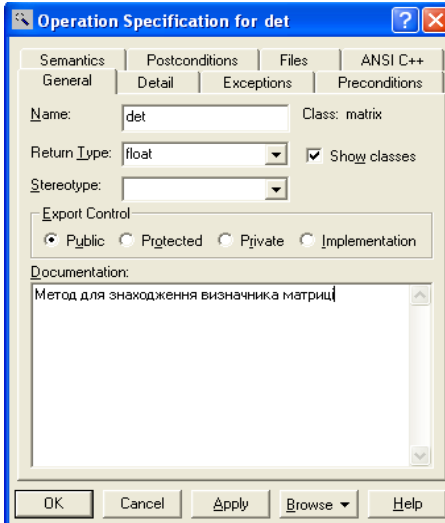 Operation Specification for det
Semantics Postconditions Files ANSI C++
General Detail Exceptions Preconditions
Name: det Class: matrix
Return Type: float Show classes
Stereotype:
Export Control
Public Protected Private Implementation
Documentation:
Метод для знаходження визначника матриці
OK Cancel Apply Browse Help